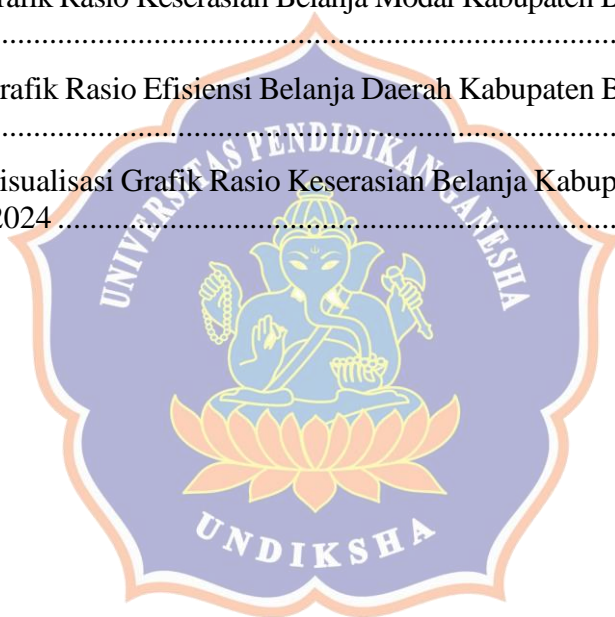 rafik Rasio Keserasian Belanja Modal Kabupaten B
....................................................................................
rafik Rasio Efisiensi Belanja Daerah Kabupaten B
....................................................................................
isualisasi Grafik Rasio Keserasian Belanja Kabup
2024 ............................................................................
UNIVERSITAS PENDIDIKAN GANESHA
UNDIKSHA